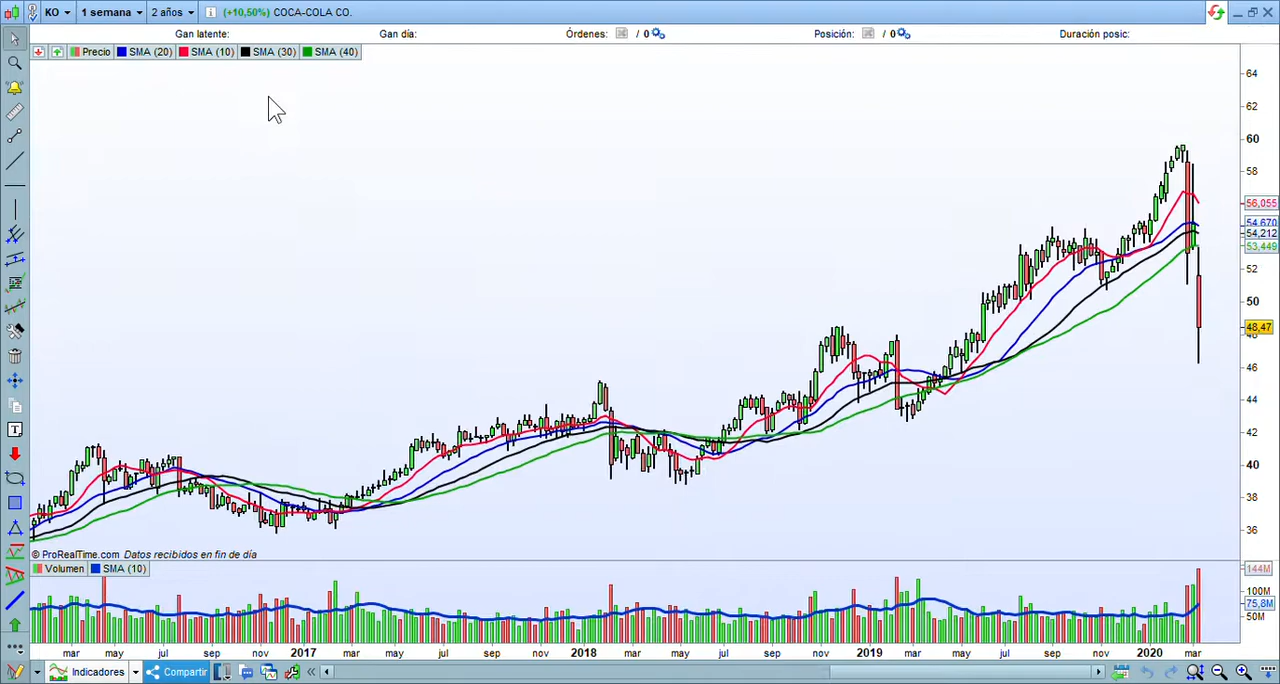 KO 1 semana 2 años (+10,50%) COCA-COLA CO.
Gan latente: Gan día: Órdenes: / 0 Posición: / 0 Duración posic:
Precio SMA (20) SMA (10) SMA (30) SMA (40)
64
62
60
58
56,055
54,670
54,212
53,449
52
50
48,47
48
46
44
42
40
38
36
© ProRealTime.com Datos recibidos en fin de día
Volumen SMA (10)
144M
100M
75,8M
50M
mar may jul sep nov 2017 mar may jul sep nov 2018 mar may jul sep nov 2019 mar may jul sep nov 2020 mar
Indicadores Compartir